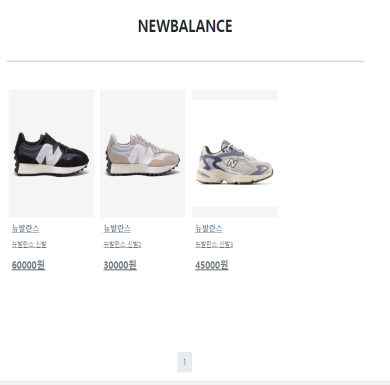 NEWBALANCE
뉴발란스
뉴발란스 신발
60000원
뉴발란스
뉴발란스 신발2
30000원
뉴발란스
뉴발란스 신발3
45000원
1